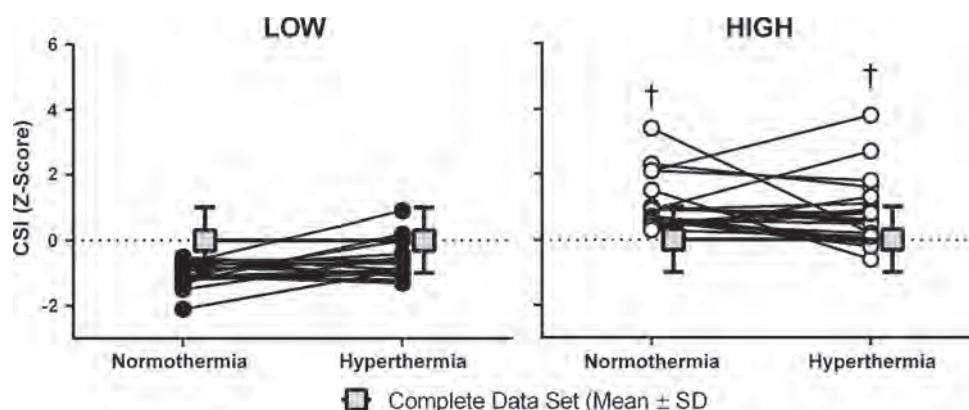 LOW
HIGH
CSI (Z-Score)
6
4
2
0
-2
†
†
Normothermia
Hyperthermia
Normothermia
Hyperthermia
Complete Data Set (Mean ± SD